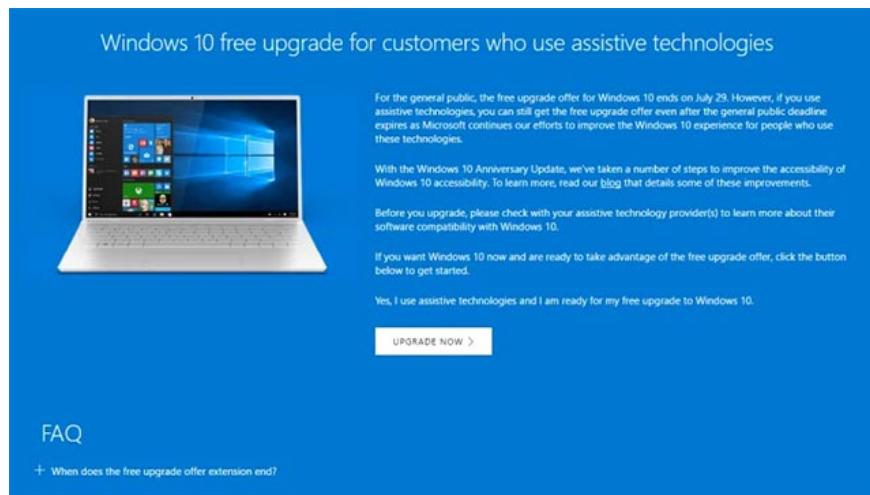 Windows 10 free upgrade for customers who use assistive technologies
For the general public, the free upgrade offer for Windows 10 ends on July 29. However, if you use
assistive technologies, you can still get the free upgrade offer even after the general public deadline
expires as Microsoft continues our efforts to improve the Windows 10 experience for people who use
these technologies.
With the Windows 10 Anniversary Update, we've taken a number of steps to improve the accessibility of
Windows 10 accessibility. To learn more, read our blog that details some of these improvements.
Before you upgrade, please check with your assistive technology provider(s) to learn more about their
software compatibility with Windows 10.
If you want Windows 10 now and are ready to take advantage of the free upgrade offer, click the button
below to get started.
Yes, I use assistive technologies and I am ready for my free upgrade to Windows 10.
UPGRADE NOW >
FAQ
+ When does the free upgrade offer extension end?